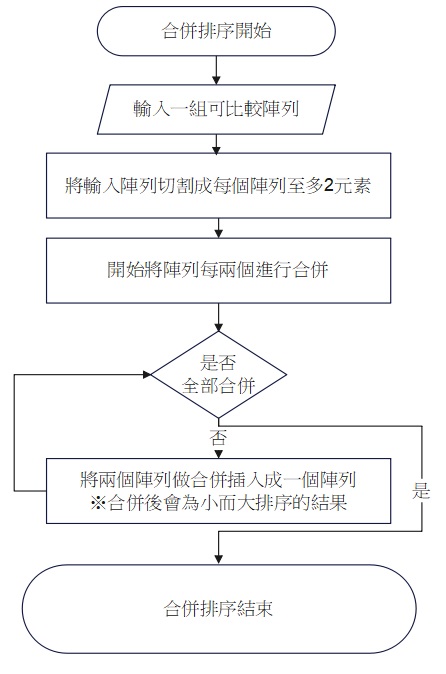 合併排序開始
輸入一組可比較陣列
將輸入陣列切割成每個陣列至多2元素
開始將陣列每兩個進行合併
是否
全部合併
否
將兩個陣列做合併插入成一個陣列
※合併後會為小而大排序的結果
是
合併排序結束